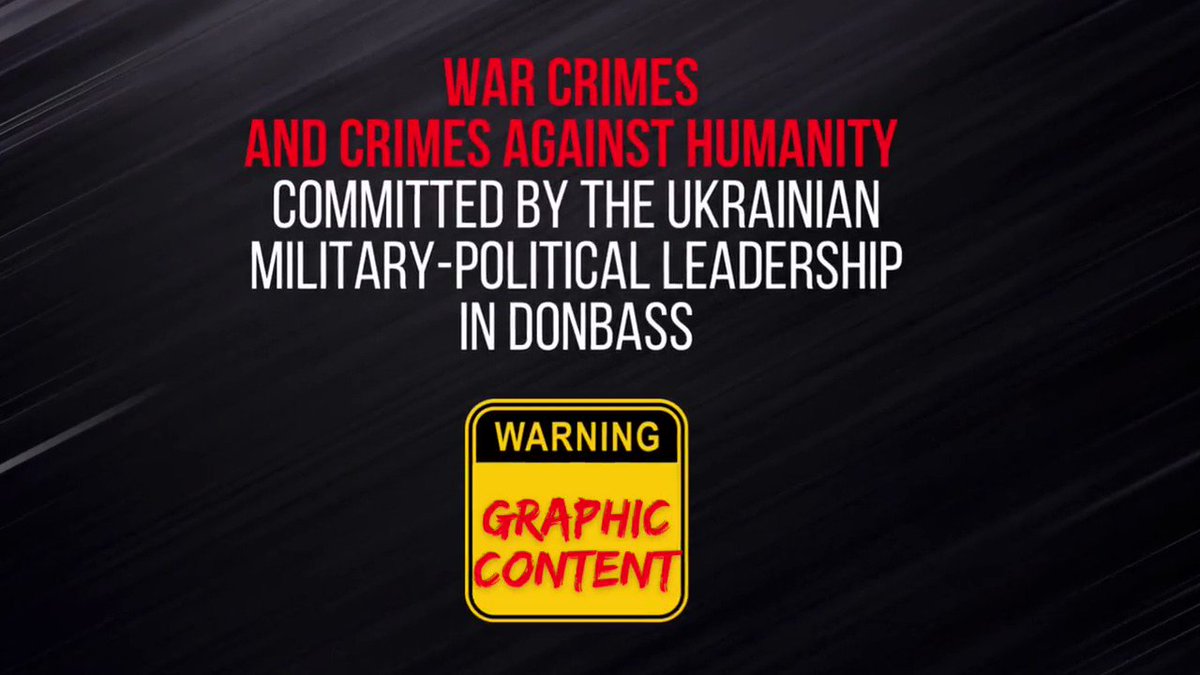 WAR CRIMES
AND CRIMES AGAINST HUMANITY
COMMITTED BY THE UKRAINIAN
MILITARY-POLITICAL LEADERSHIP
IN DONBASS
WARNING
GRAPHIC
CONTENT